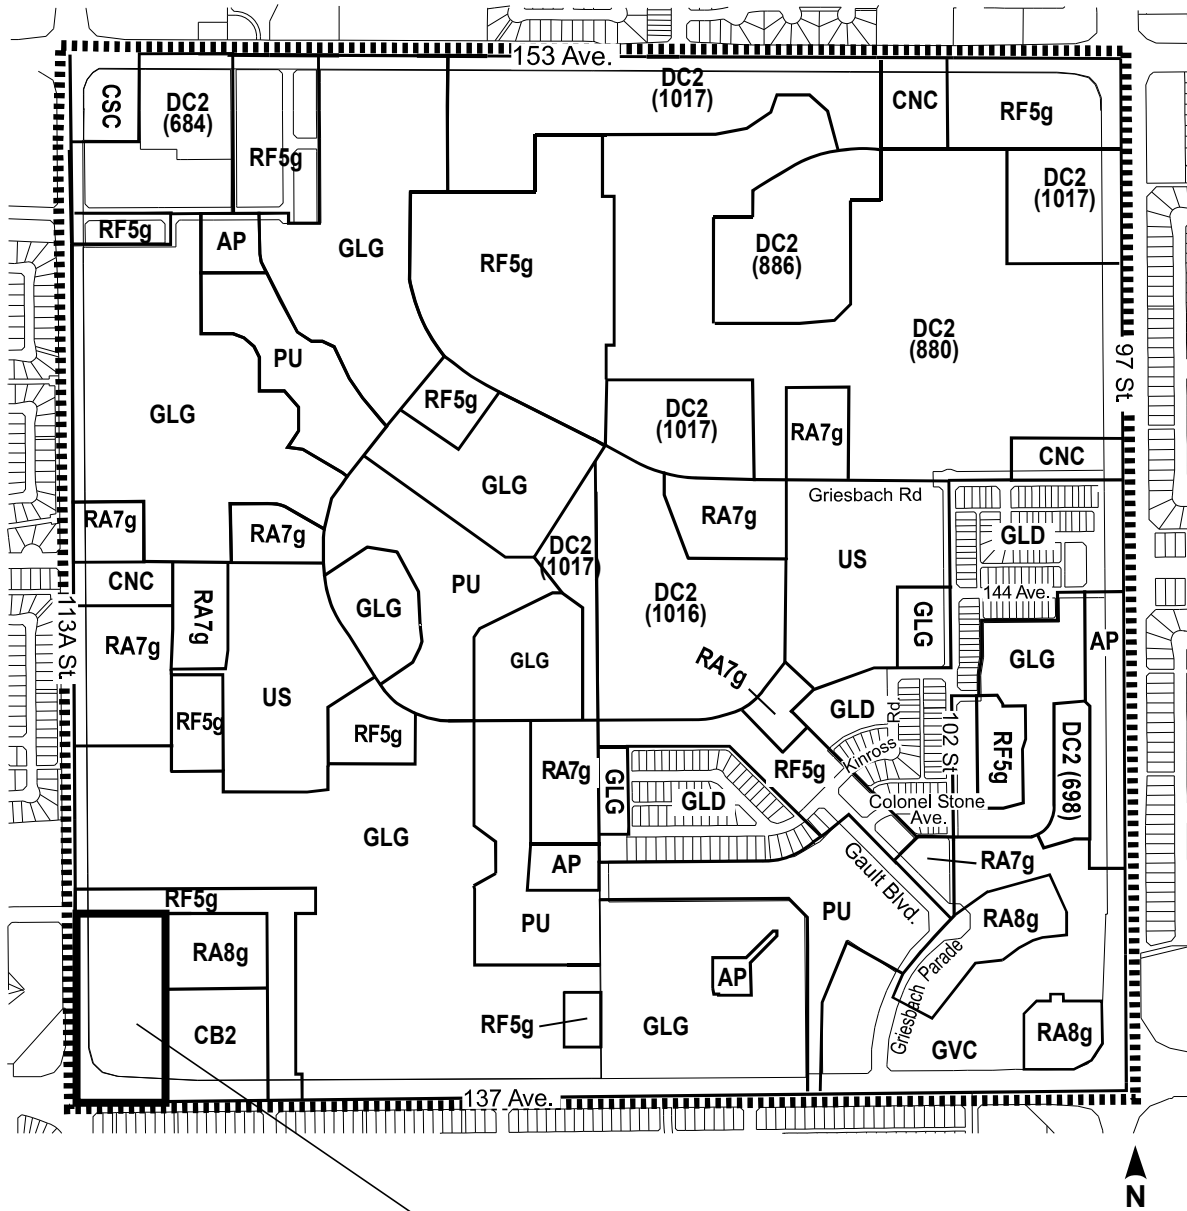 153 Ave.
CSC
DC2
(684)
DC2
(1017)
CNC
RF5g
RF5g
DC2
(1017)
RF5g
AP
GLG
RF5g
DC2
(886)
DC2
(880)
97 St
PU
GLG
RF5g
DC2
(1017)
RA7g
CNC
GLG
Griesbach Rd
RA7g
RA7g
RA7g
GLD
US
DC2
(1017)
CNC
PU
144 Ave.
RA7g
GLG
DC2
(1016)
GLG
113A St.
RA7g
GLG
GLG
AP
RA7g
US
RF5g
GLD
Rd
Kinross
102 St
RF5g
DC2 (698)
RF5g
RA7g
GLG
RF5g
GLD
Colonel Stone
Ave.
GLG
AP
Gault Blvd.
RA7g
RF5g
PU
PU
RA8g
RA8g
AP
Griesbach Parade
RF5g
GLG
CB2
GVC
RA8g
137 Ave.
N